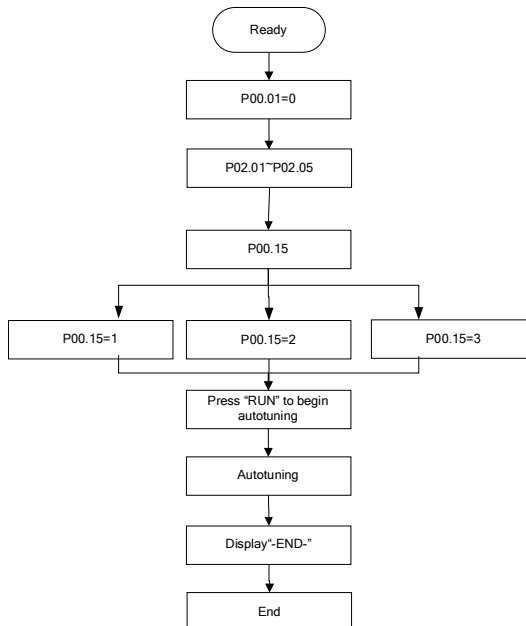 Ready
P00.01=0
P02.01~P02.05
P00.15
P00.15=1
P00.15=2
P00.15=3
Press “RUN” to begin
autotuning
Autotuning
Display“-END-”
End